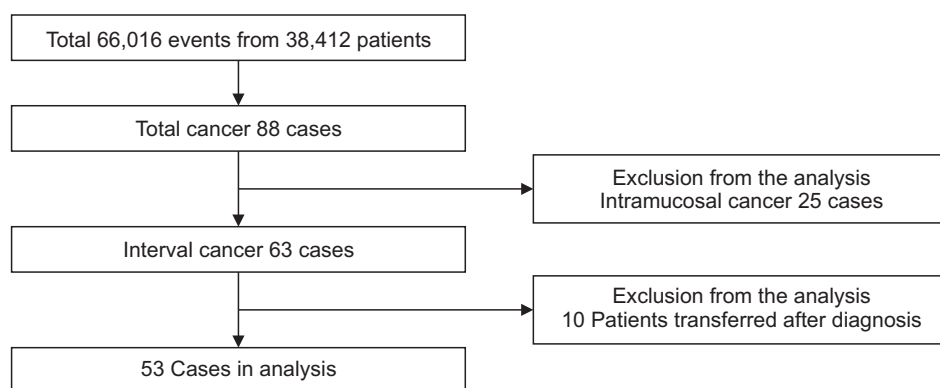 Total 66,016 events from 38,412 patients
Total cancer 88 cases
Exclusion from the analysis
Intramucosal cancer 25 cases
Interval cancer 63 cases
Exclusion from the analysis
10 Patients transferred after diagnosis
53 Cases in analysis